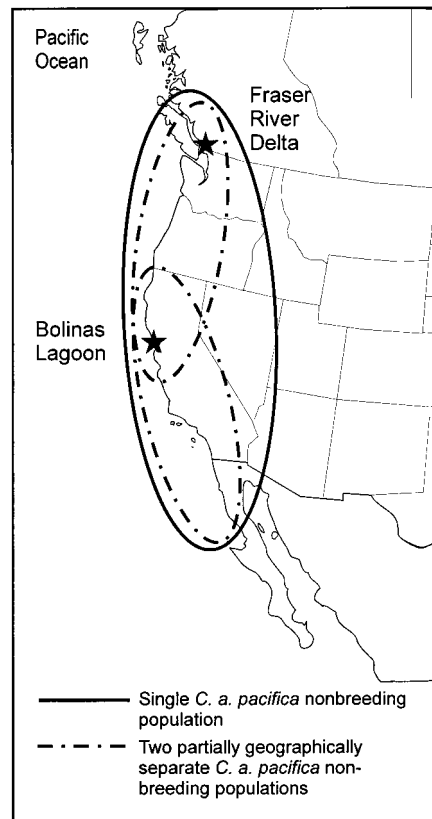 Pacific
Ocean
Fraser
River
Delta
Bolinas
Lagoon
Single C. a. pacifica nonbreeding
population
Two partially geographically
separate C. a. pacifica non-
breeding populations